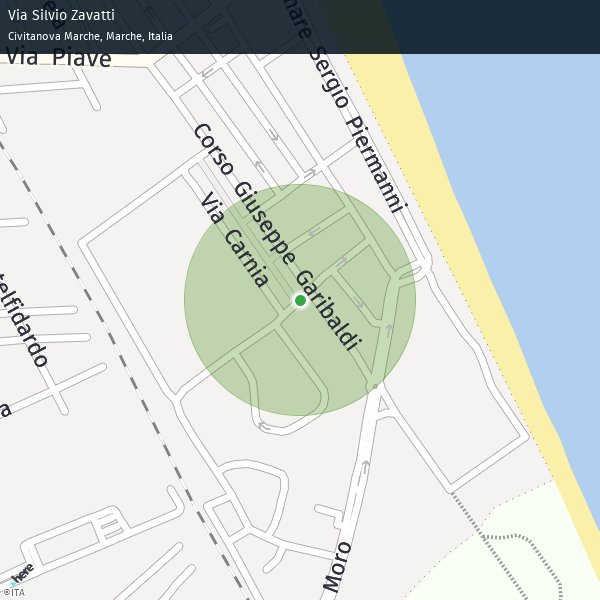 Via Silvio Zavatti
Civitanova Marche, Marche, Italia
Via Piave
mare Sergio Piermanni
Corso Giuseppe Garibaldi
Via Carnia
telfidardo
Moro
here
©ITA